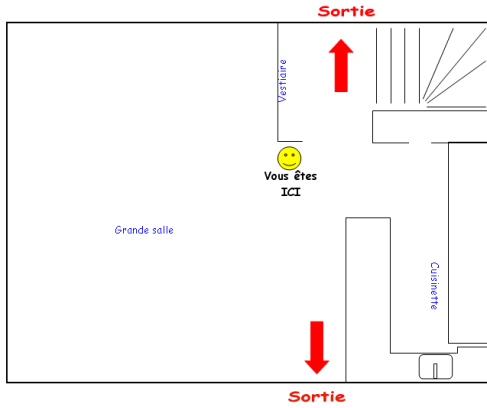 Sortie
Vestiaire
Vous êtes
ICI
Grande salle
Cuisinette
Sortie